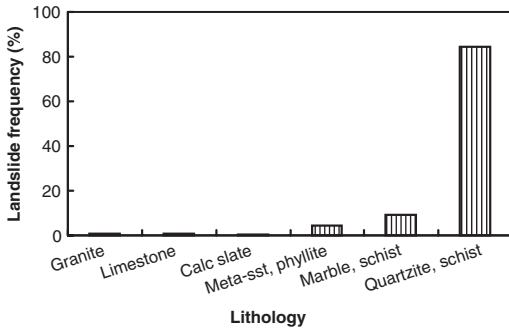 Landslide frequency (%)
100
80
60
40
20
0
Granite
Limestone
Calc slate
Meta-sst, phyllite
Marble, schist
Quartzite, schist
Lithology